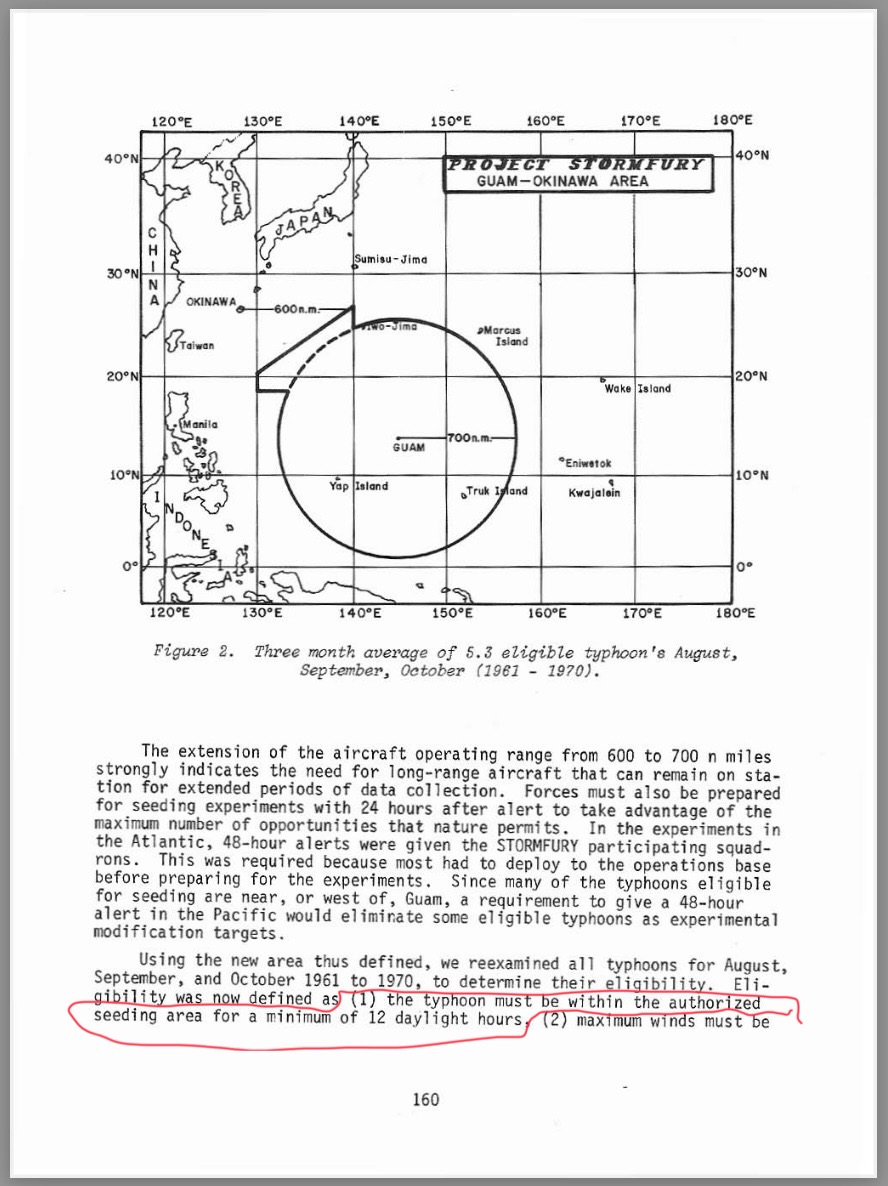 120°E 130°E 140°E 150°E 160°E 170°E 180°E
40°N 40°N
PROJECT STORMFURY
GUAM-OKINAWA AREA
KOREA
JAPAN
CHINA
Sumisu-Jima
30°N 30°N
OKINAWA 600n.m.
Iwo-Jima
Marcus
Island
Taiwan
20°N 20°N
Wake Island
Manila
700n.m.
GUAM
Eniwetok
10°N 10°N
Yap Island
Truk Island
Kwajalein
INDONESIA
0° 0°
120°E 130°E 140°E 150°E 160°E 170°E 180°E
Figure 2. Three month average of 5.3 eligible typhoon's August,
September, October (1961 - 1970).
The extension of the aircraft operating range from 600 to 700 n miles
strongly indicates the need for long-range aircraft that can remain on sta-
tion for extended periods of data collection. Forces must also be prepared
for seeding experiments with 24 hours after alert to take advantage of the
maximum number of opportunities that nature permits. In the experiments in
the Atlantic, 48-hour alerts were given the STORMFURY participating squad-
rons. This was required because most had to deploy to the operations base
before preparing for the experiments. Since many of the typhoons eligible
for seeding are near, or west of, Guam, a requirement to give a 48-hour
alert in the Pacific would eliminate some eligible typhoons as experimental
modification targets.
Using the new area thus defined, we reexamined all typhoons for August,
September, and October 1961 to 1970, to determine their eligibility. Eli-
gibility was now defined as (1) the typhoon must be within the authorized
seeding area for a minimum of 12 daylight hours, (2) maximum winds must be
160